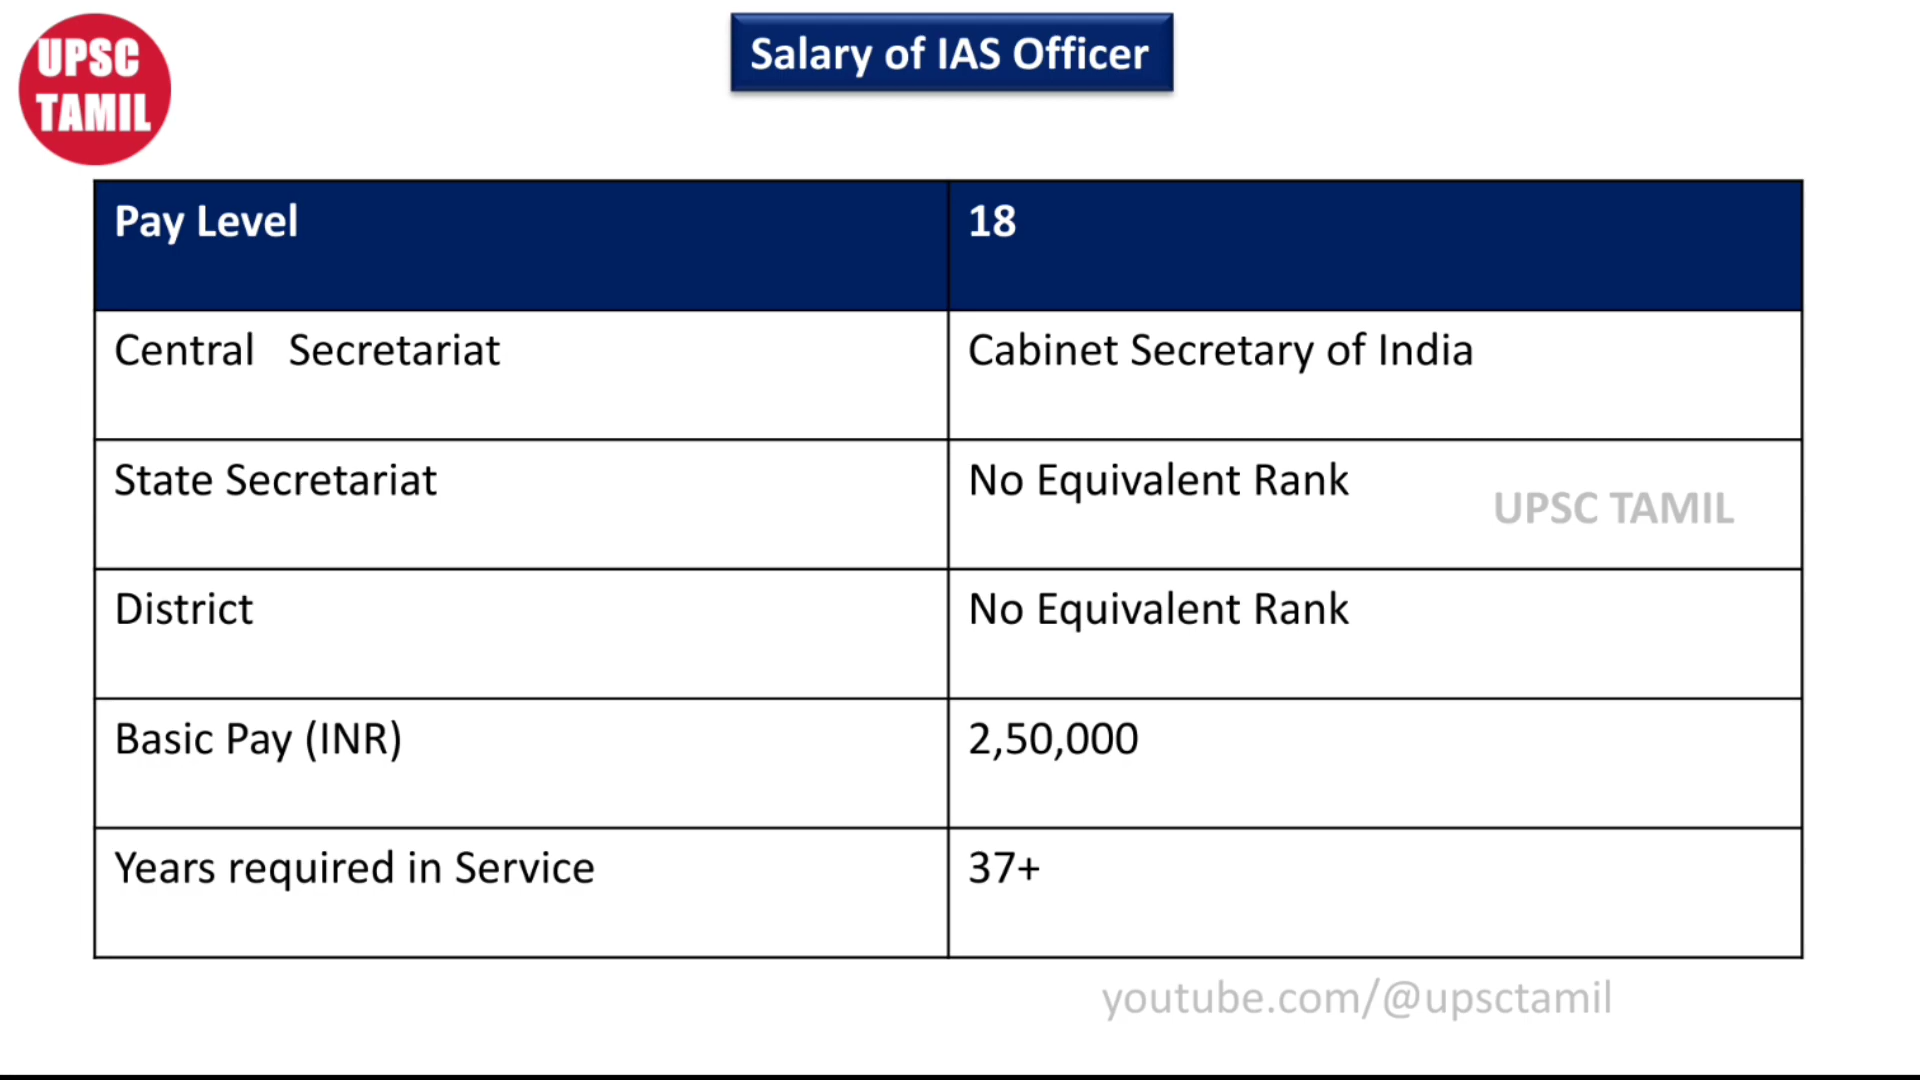 UPSC
TAMIL
Salary of IAS Officer
Pay Level 18
Central Secretariat Cabinet Secretary of India
State Secretariat No Equivalent Rank
UPSC TAMIL
District No Equivalent Rank
Basic Pay (INR) 2,50,000
Years required in Service 37+
youtube.com/@upsctamil